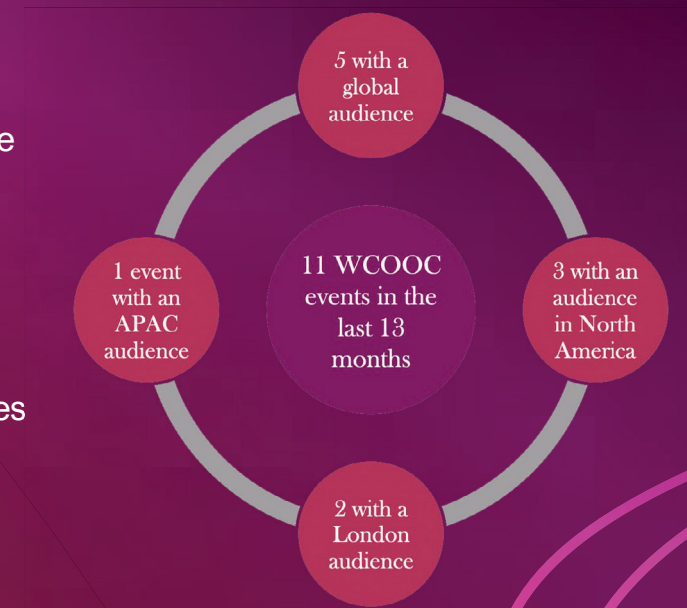 5 with a
global
audience
e
1 event
with an
APAC
audience
11 WCOOC
events in the
last 13
months
3 with an
audience
in North
America
es
2 with a
London
audience